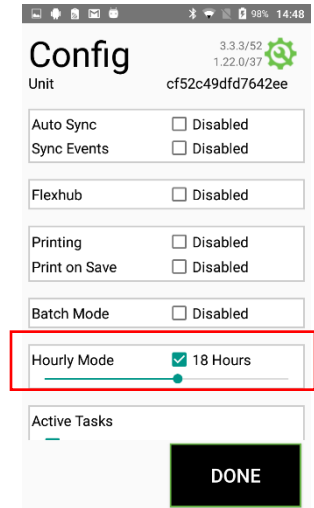 98% 14:48
Config
3.3.3/52
1.22.0/37
Unit cf52c49dfd7642ee
Auto Sync Disabled
Sync Events Disabled
Flexhub Disabled
Printing Disabled
Print on Save Disabled
Batch Mode Disabled
Hourly Mode 18 Hours
Active Tasks
DONE